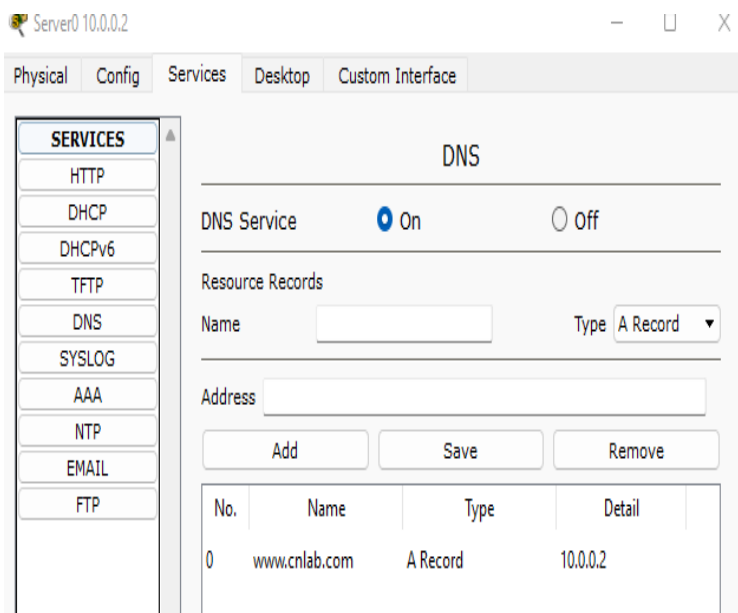 Server0 10.0.0.2
Physical Config Services Desktop Custom Interface
SERVICES
HTTP
DHCP
DHCPv6
TFTP
DNS
SYSLOG
AAA
NTP
EMAIL
FTP
DNS
DNS Service On Off
Resource Records
Name Type A Record
Address
Add Save Remove
No. Name Type Detail
0 www.cnlab.com A Record 10.0.0.2